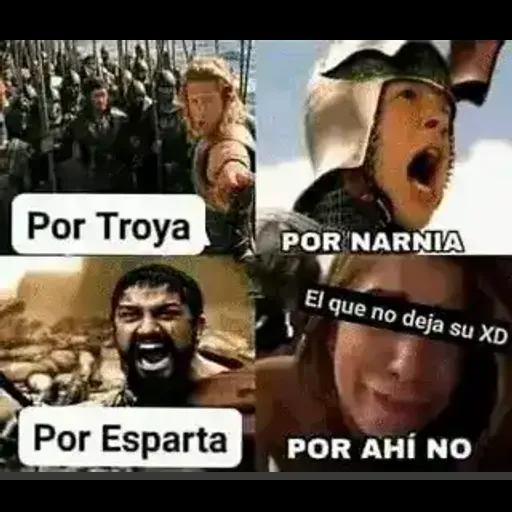 Por Troya
POR NARNIA
El que no deja su XD
Por Esparta
POR AHÍ NO